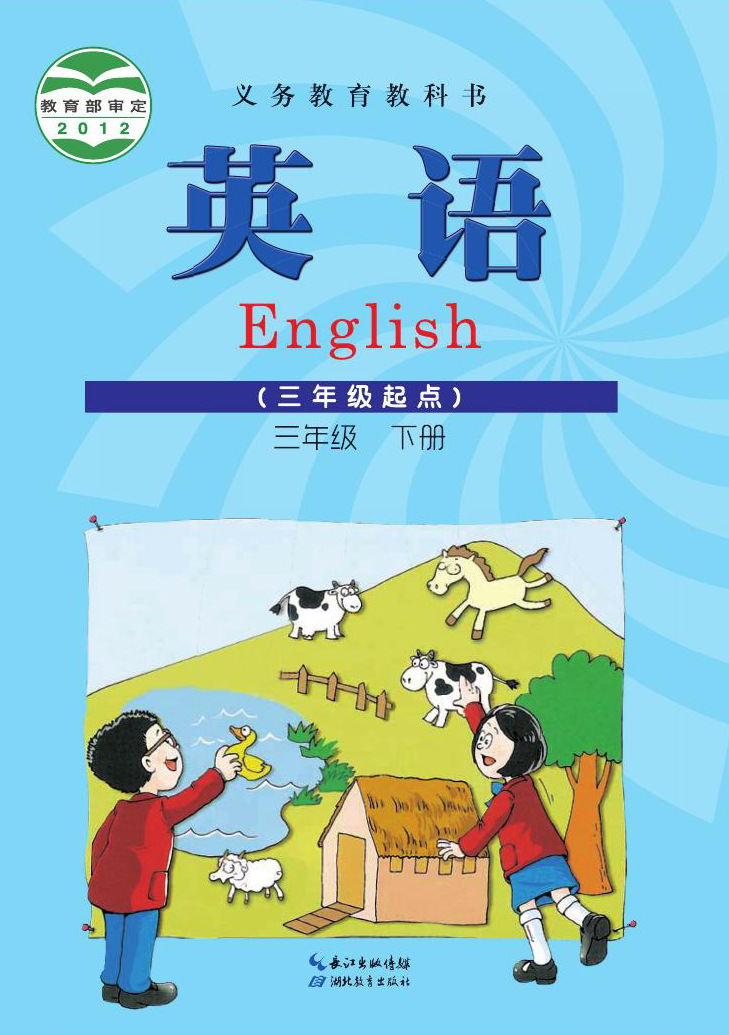 教育部审定
2012
义务教育教科书
英语
English
（三年级起点）
三年级 下册
长江出版传媒
湖北教育出版社